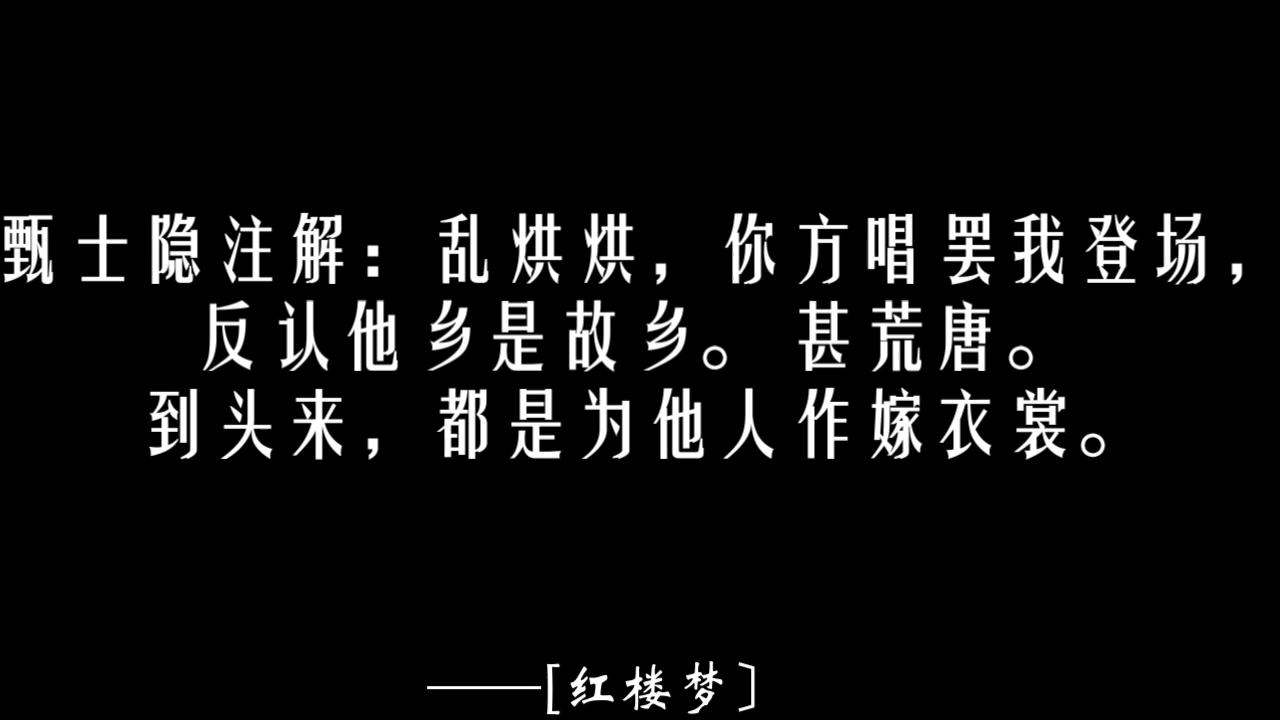 甄士隐注解：乱烘烘，你方唱罢我登场，
反认他乡是故乡。甚荒唐。
到头来，都是为他人作嫁衣裳。
——[红楼梦]